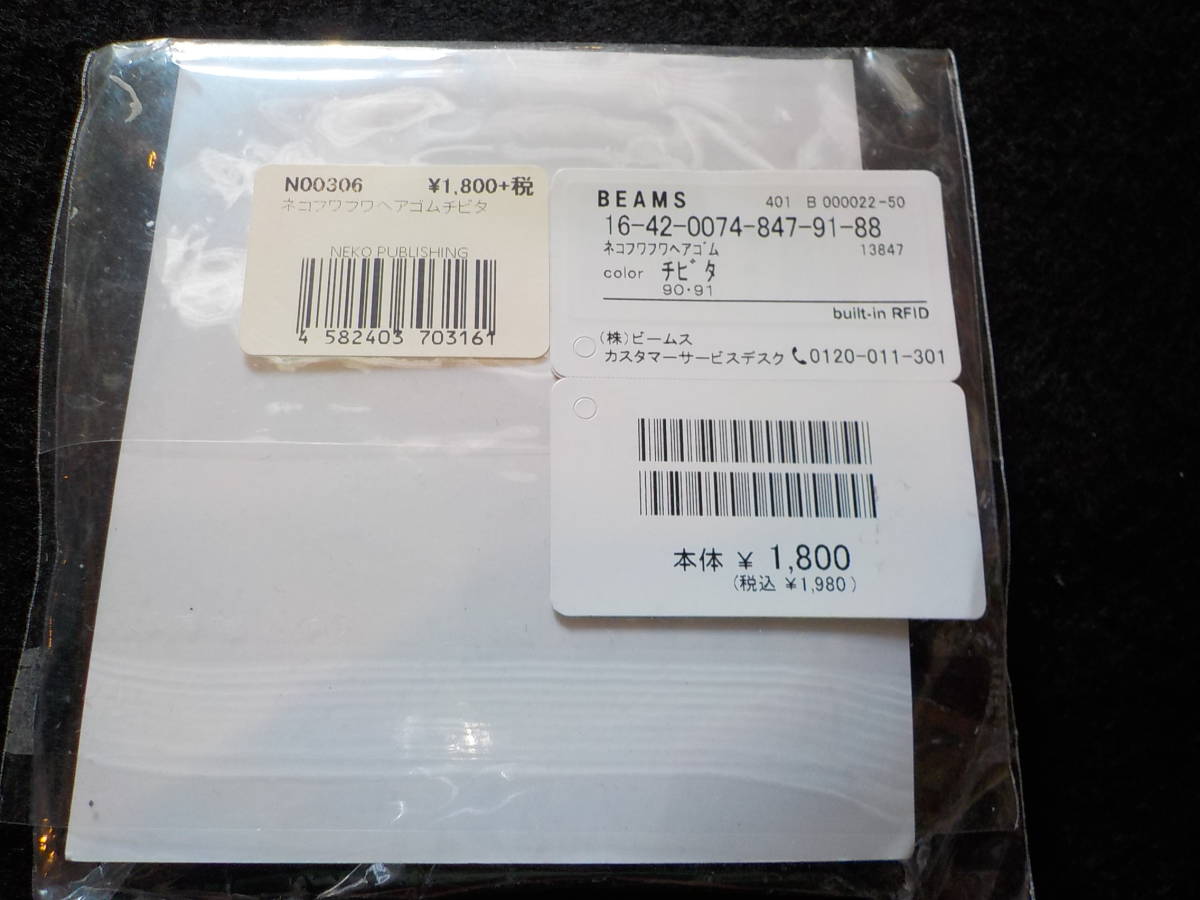 N00306 ¥1,800+税
ネコフワフワヘアゴムチビタ
NEKO PUBLISHING
4 582403 703161
BEAMS 401 B 000022-50
16-42-0074-847-91-88
ﾈｺﾌﾜﾌﾜﾍｱｺﾞﾑ 13847
color ﾁﾋﾞﾀ
90・91
built-in RFID
(株)ビームス
カスタマーサービスデスク 0120-011-301
本体 ¥ 1,800
(税込 ¥1,980)